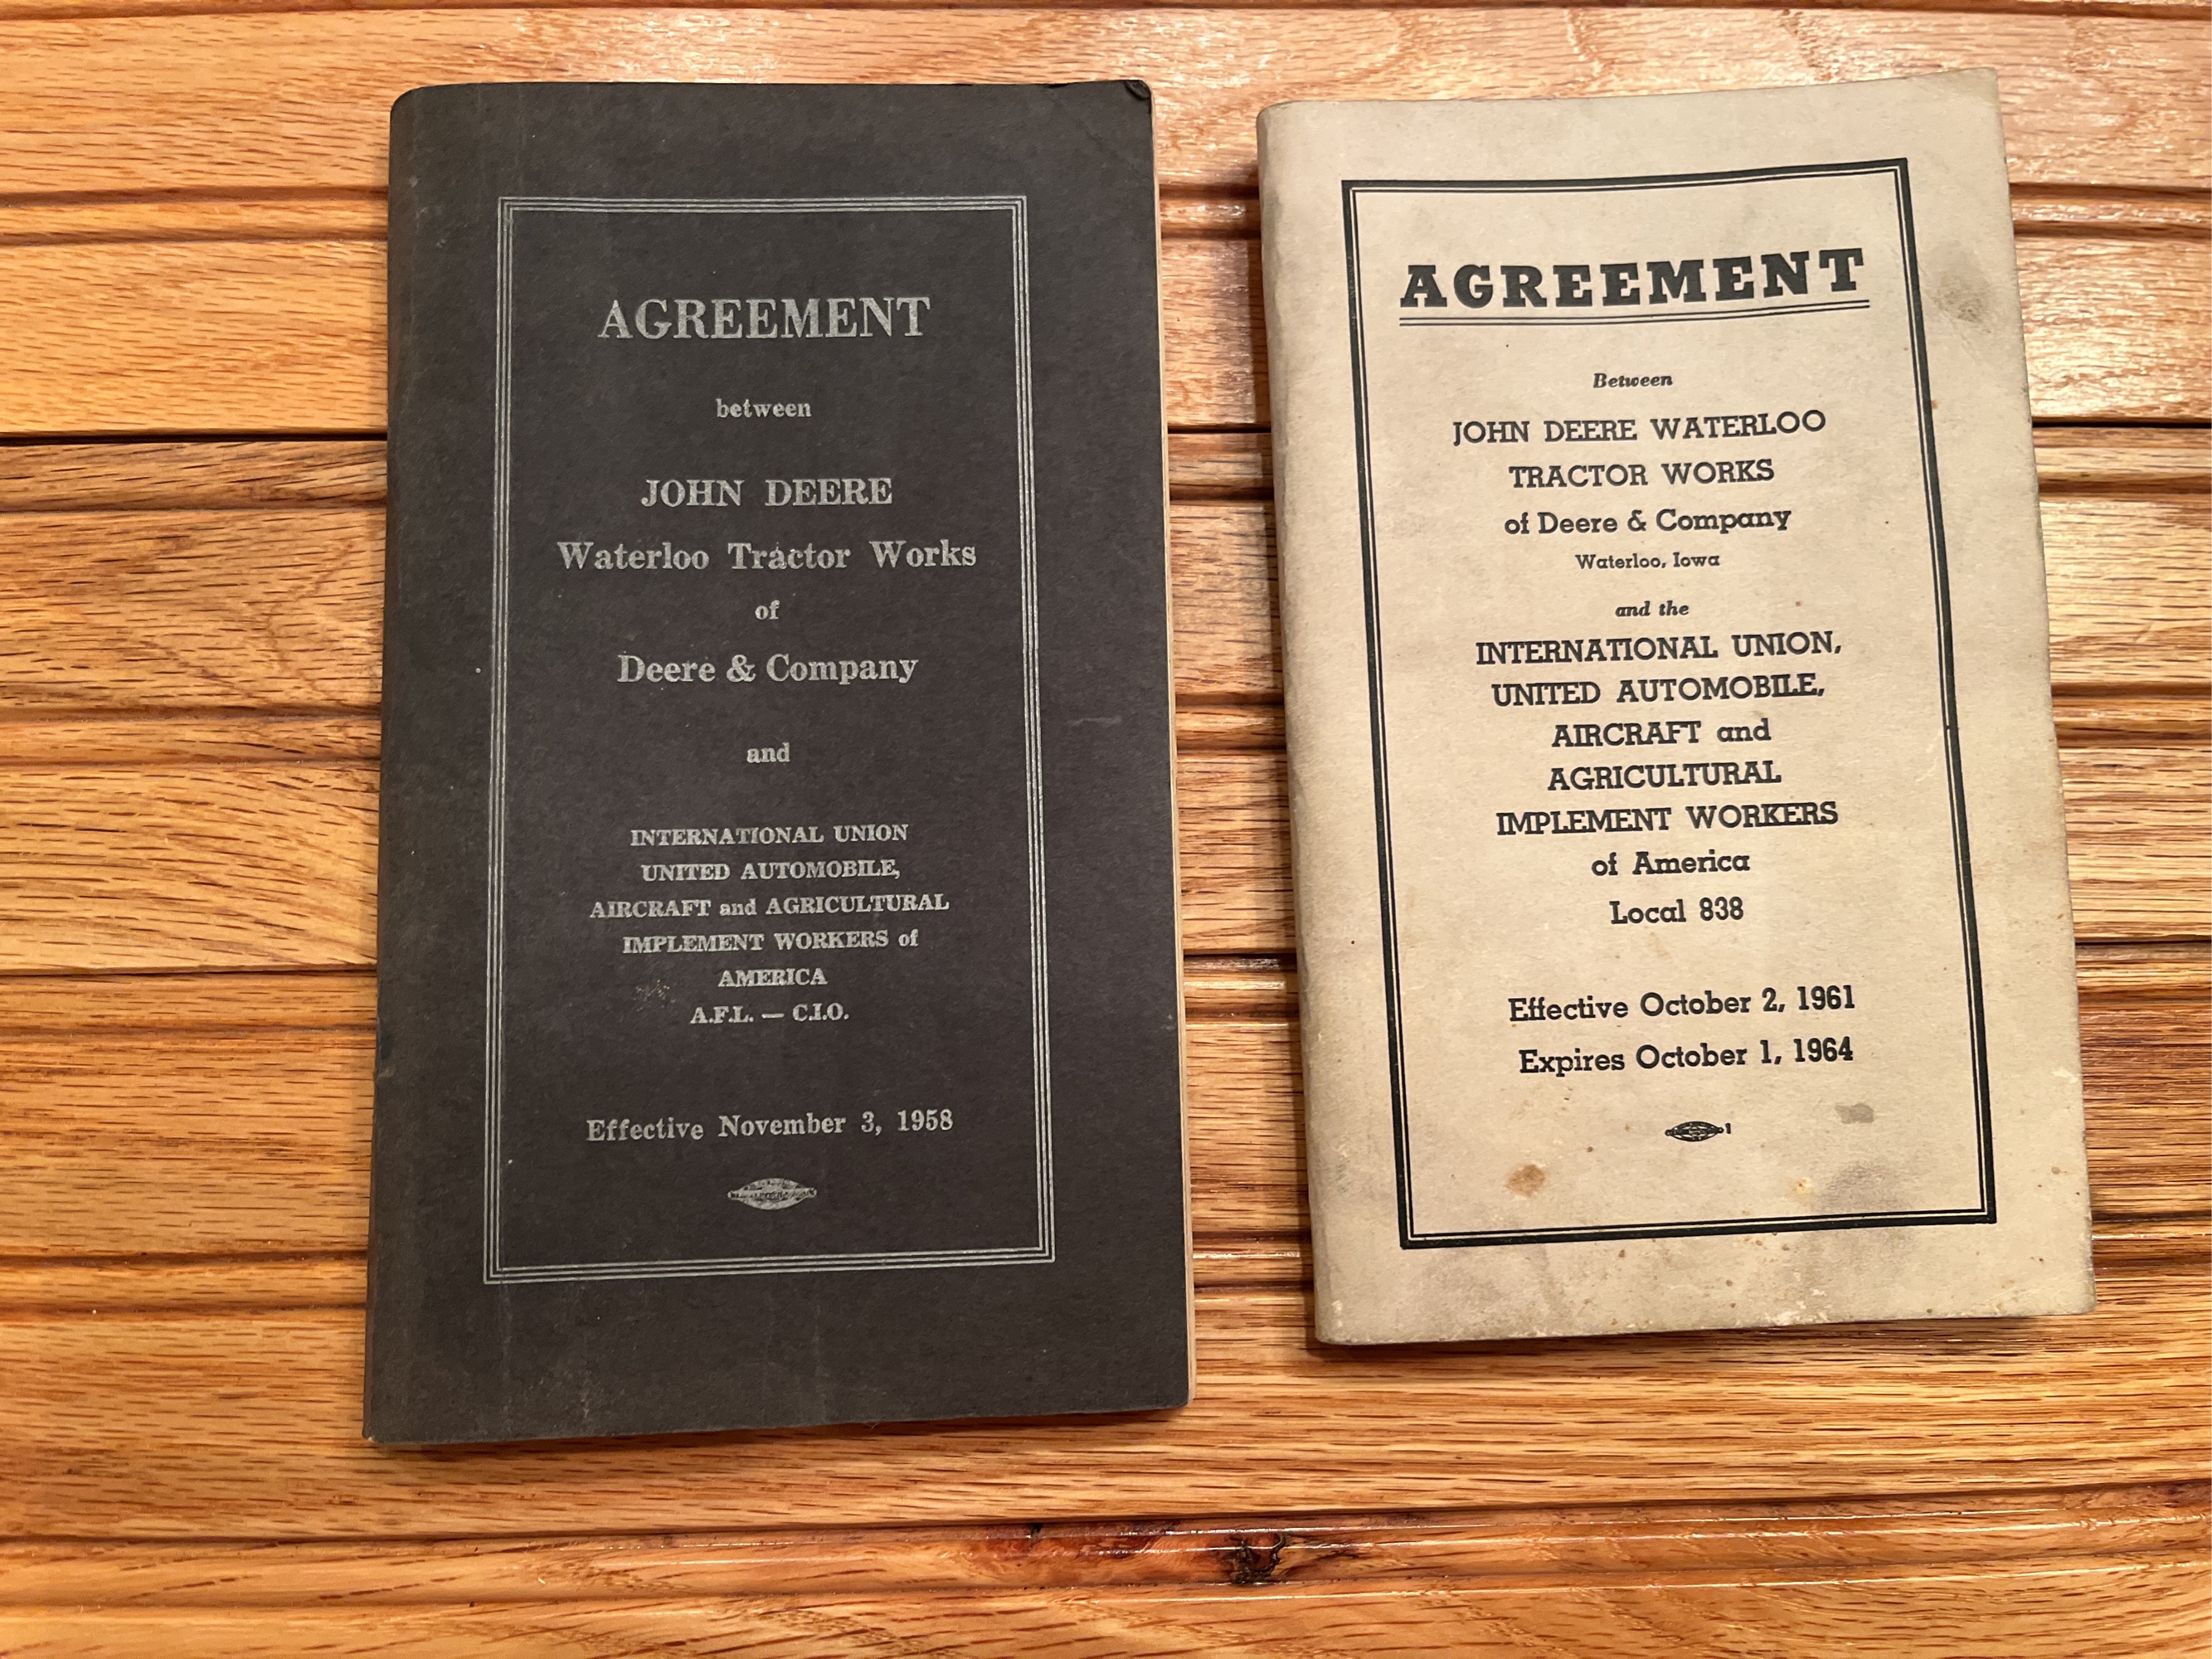 AGREEMENT
between
JOHN DEERE
Waterloo Tractor Works
of
Deere & Company
and
INTERNATIONAL UNION
UNITED AUTOMOBILE,
AIRCRAFT and AGRICULTURAL
IMPLEMENT WORKERS of
AMERICA
A.F.L. — C.I.O.
Effective November 3, 1958
AGREEMENT
Between
JOHN DEERE WATERLOO
TRACTOR WORKS
of Deere & Company
Waterloo, Iowa
and the
INTERNATIONAL UNION,
UNITED AUTOMOBILE,
AIRCRAFT and
AGRICULTURAL
IMPLEMENT WORKERS
of America
Local 838
Effective October 2, 1961
Expires October 1, 1964
1